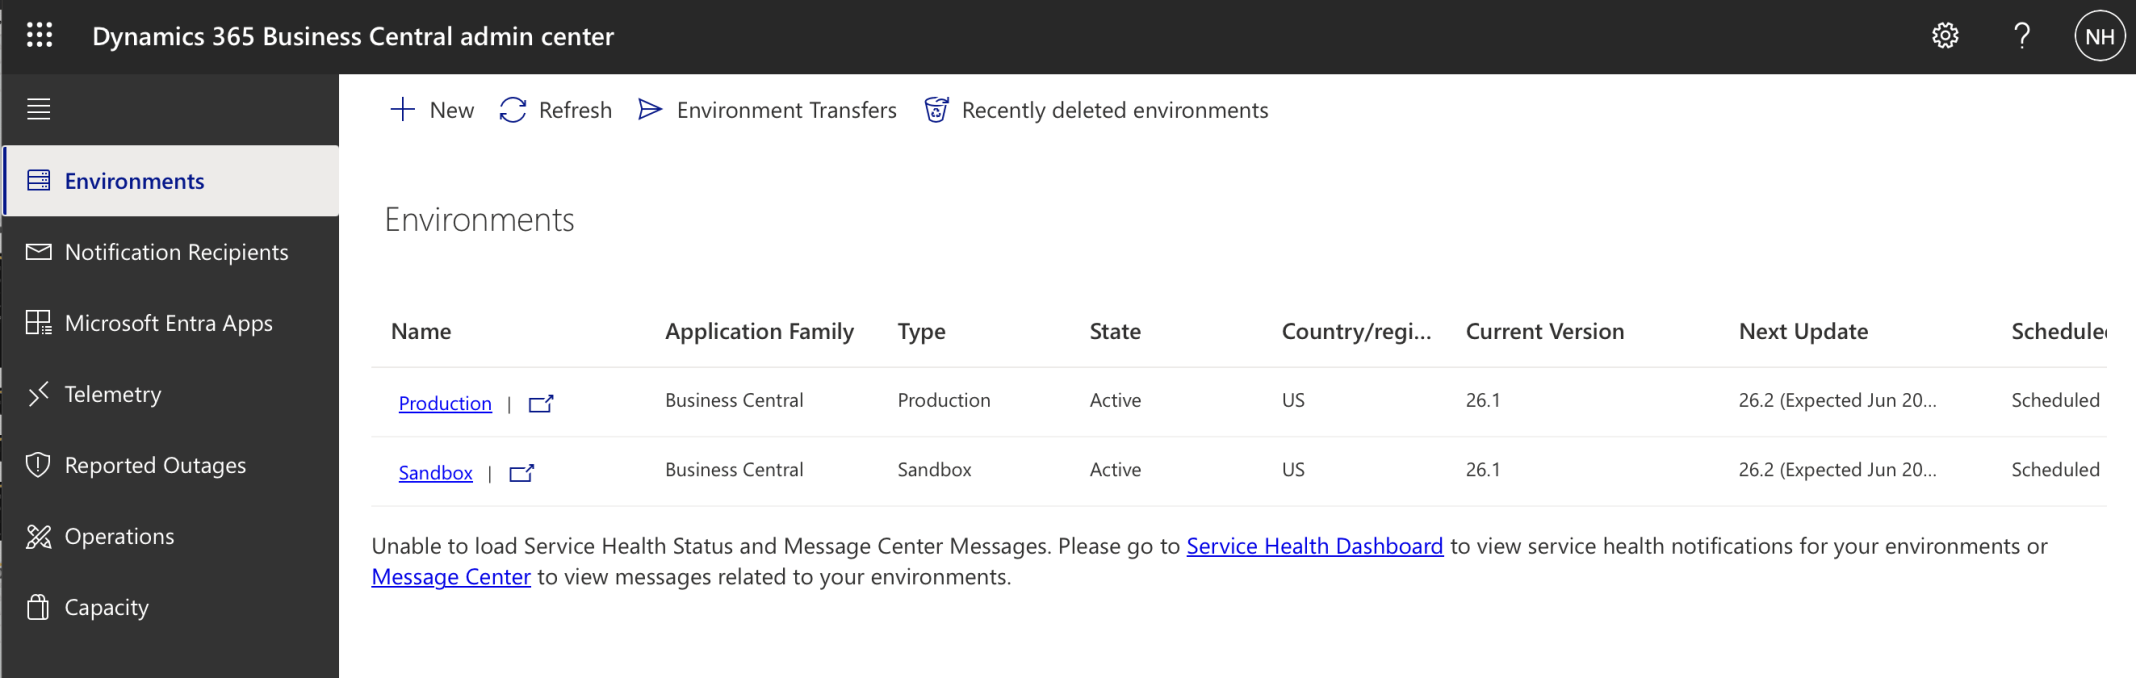 Dynamics 365 Business Central admin center
? NH
New Refresh Environment Transfers Recently deleted environments
Environments
Notification Recipients
Microsoft Entra Apps
Telemetry
Reported Outages
Operations
Capacity
Environments
Name Application Family Type State Country/regi... Current Version Next Update Scheduled
Production | Business Central Production Active US 26.1 26.2 (Expected Jun 20... Scheduled
Sandbox | Business Central Sandbox Active US 26.1 26.2 (Expected Jun 20... Scheduled
Unable to load Service Health Status and Message Center Messages. Please go to Service Health Dashboard to view service health notifications for your environments or
Message Center to view messages related to your environments.